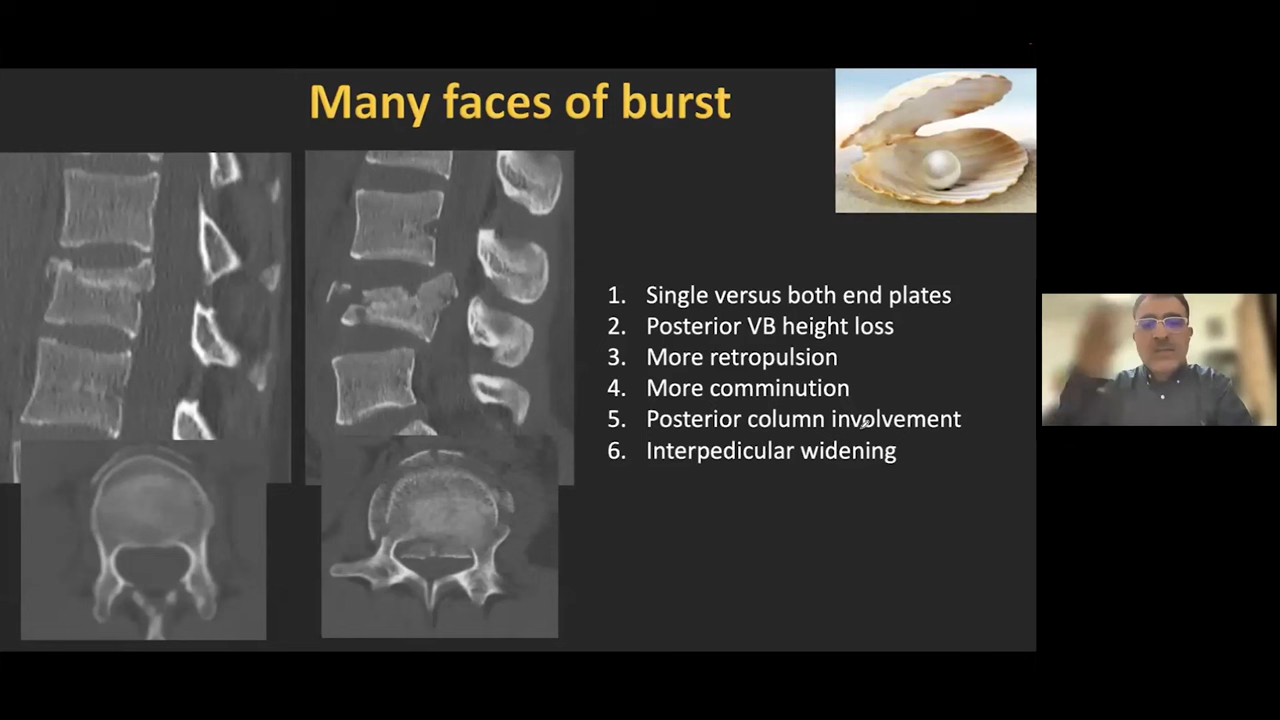 Many faces of burst
1. Single versus both end plates
2. Posterior VB height loss
3. More retropulsion
4. More comminution
5. Posterior column involvement
6. Interpedicular widening